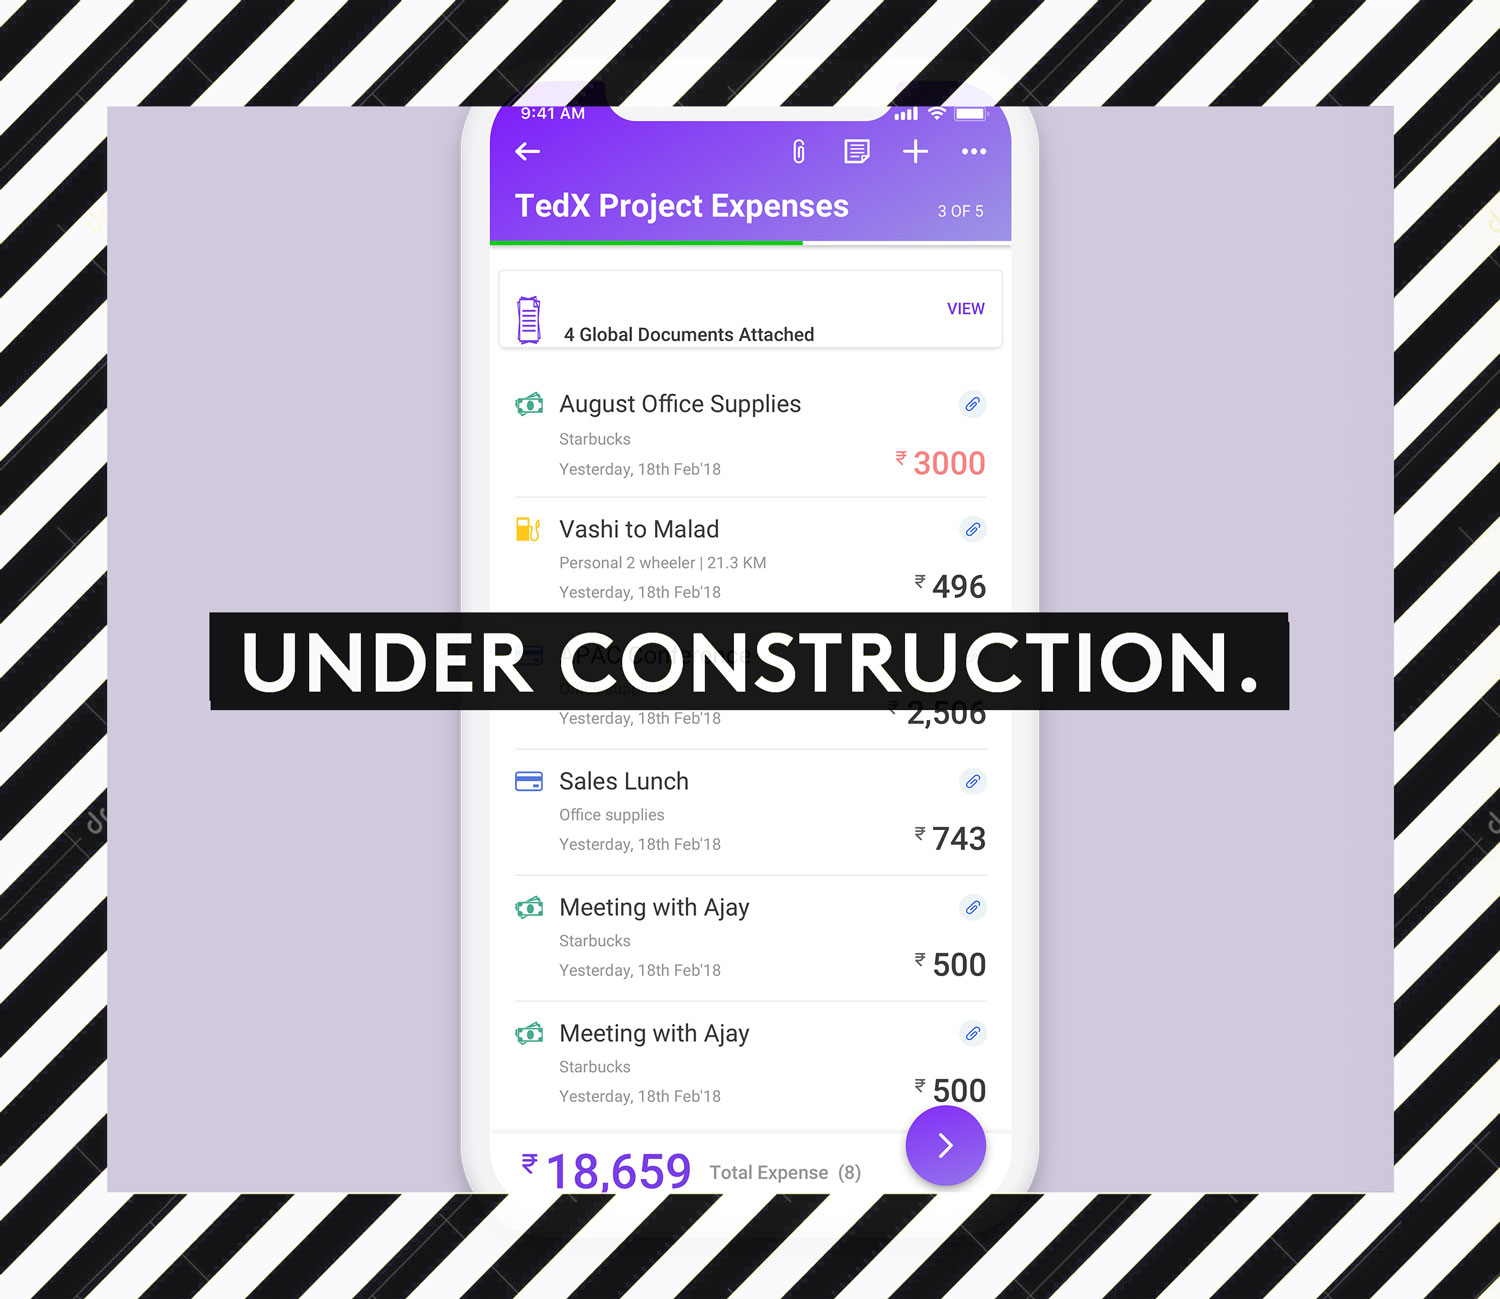 9:41 AM
TedX Project Expenses
3 OF 5
VIEW
4 Global Documents Attached
August Office Supplies
Starbucks
Yesterday, 18th Feb'18
₹ 3000
Vashi to Malad
Personal 2 wheeler | 21.3 KM
Yesterday, 18th Feb'18
₹ 496
APAC Conference
UNDER CONSTRUCTION.
Office supplies
Yesterday, 18th Feb'18
₹ 2,506
Sales Lunch
Office supplies
Yesterday, 18th Feb'18
₹ 743
Meeting with Ajay
Starbucks
Yesterday, 18th Feb'18
₹ 500
Meeting with Ajay
Starbucks
Yesterday, 18th Feb'18
₹ 500
₹ 18,659 Total Expense (8)